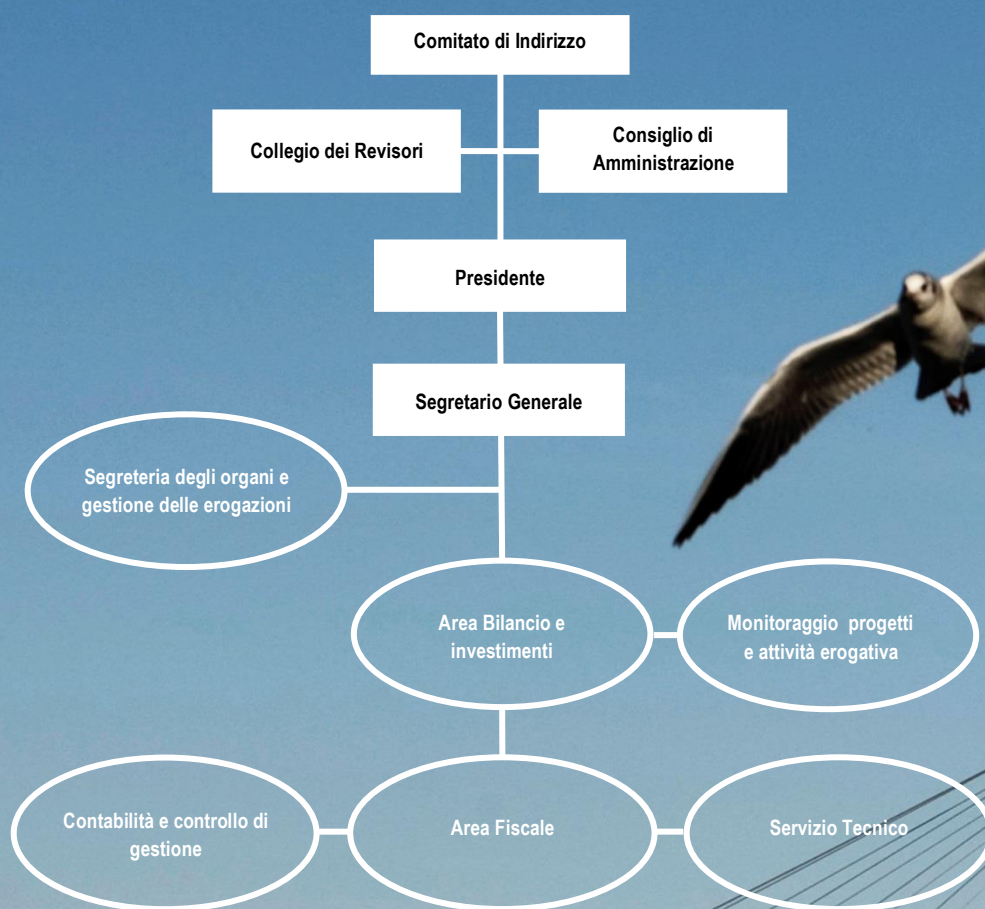 Comitato di Indirizzo
Collegio dei Revisori
Consiglio di
Amministrazione
Presidente
Segretario Generale
Segreteria degli organi e
gestione delle erogazioni
Area Bilancio e
investimenti
Monitoraggio progetti
e attività erogativa
Contabilità e controllo di
gestione
Area Fiscale
Servizio Tecnico